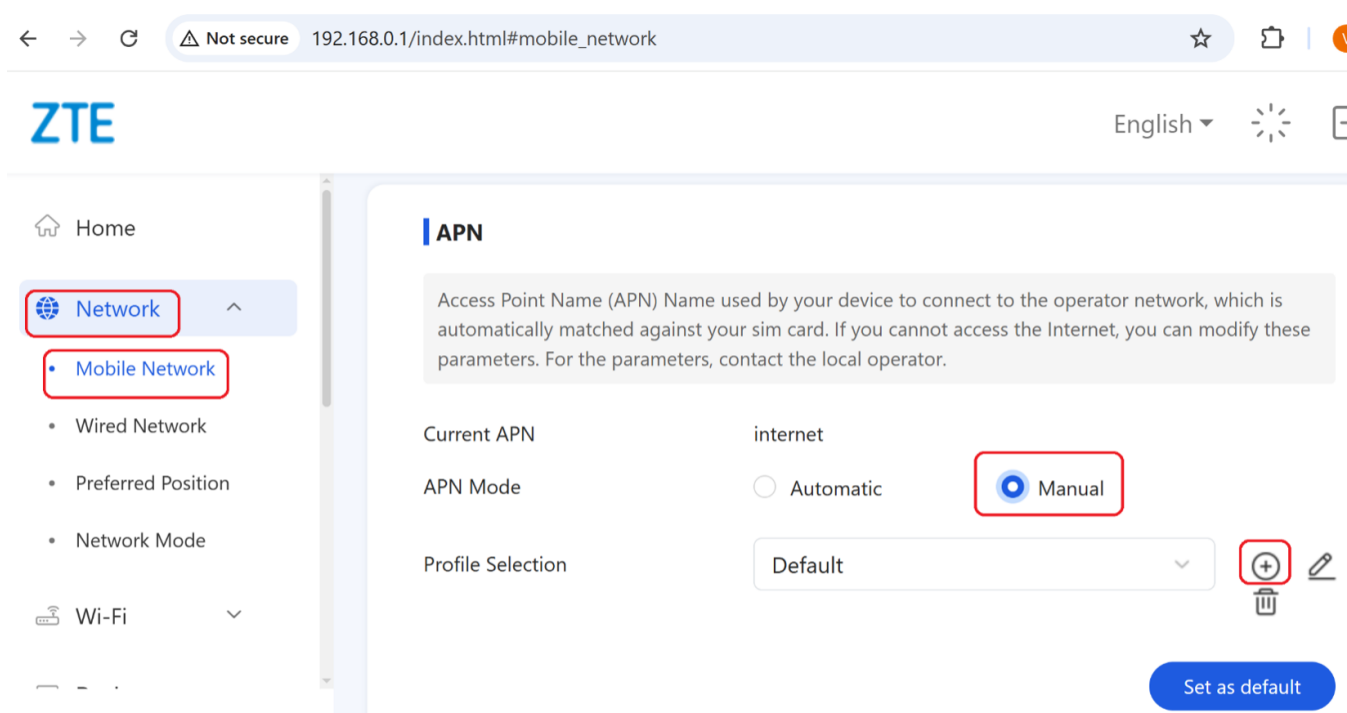 Not secure 192.168.0.1/index.html#mobile_network
ZTE
English
Home
Network
Mobile Network
Wired Network
Preferred Position
Network Mode
Wi-Fi
APN
Access Point Name (APN) Name used by your device to connect to the operator network, which is
automatically matched against your sim card. If you cannot access the Internet, you can modify these
parameters. For the parameters, contact the local operator.
Current APN internet
APN Mode Automatic Manual
Profile Selection Default
Set as default